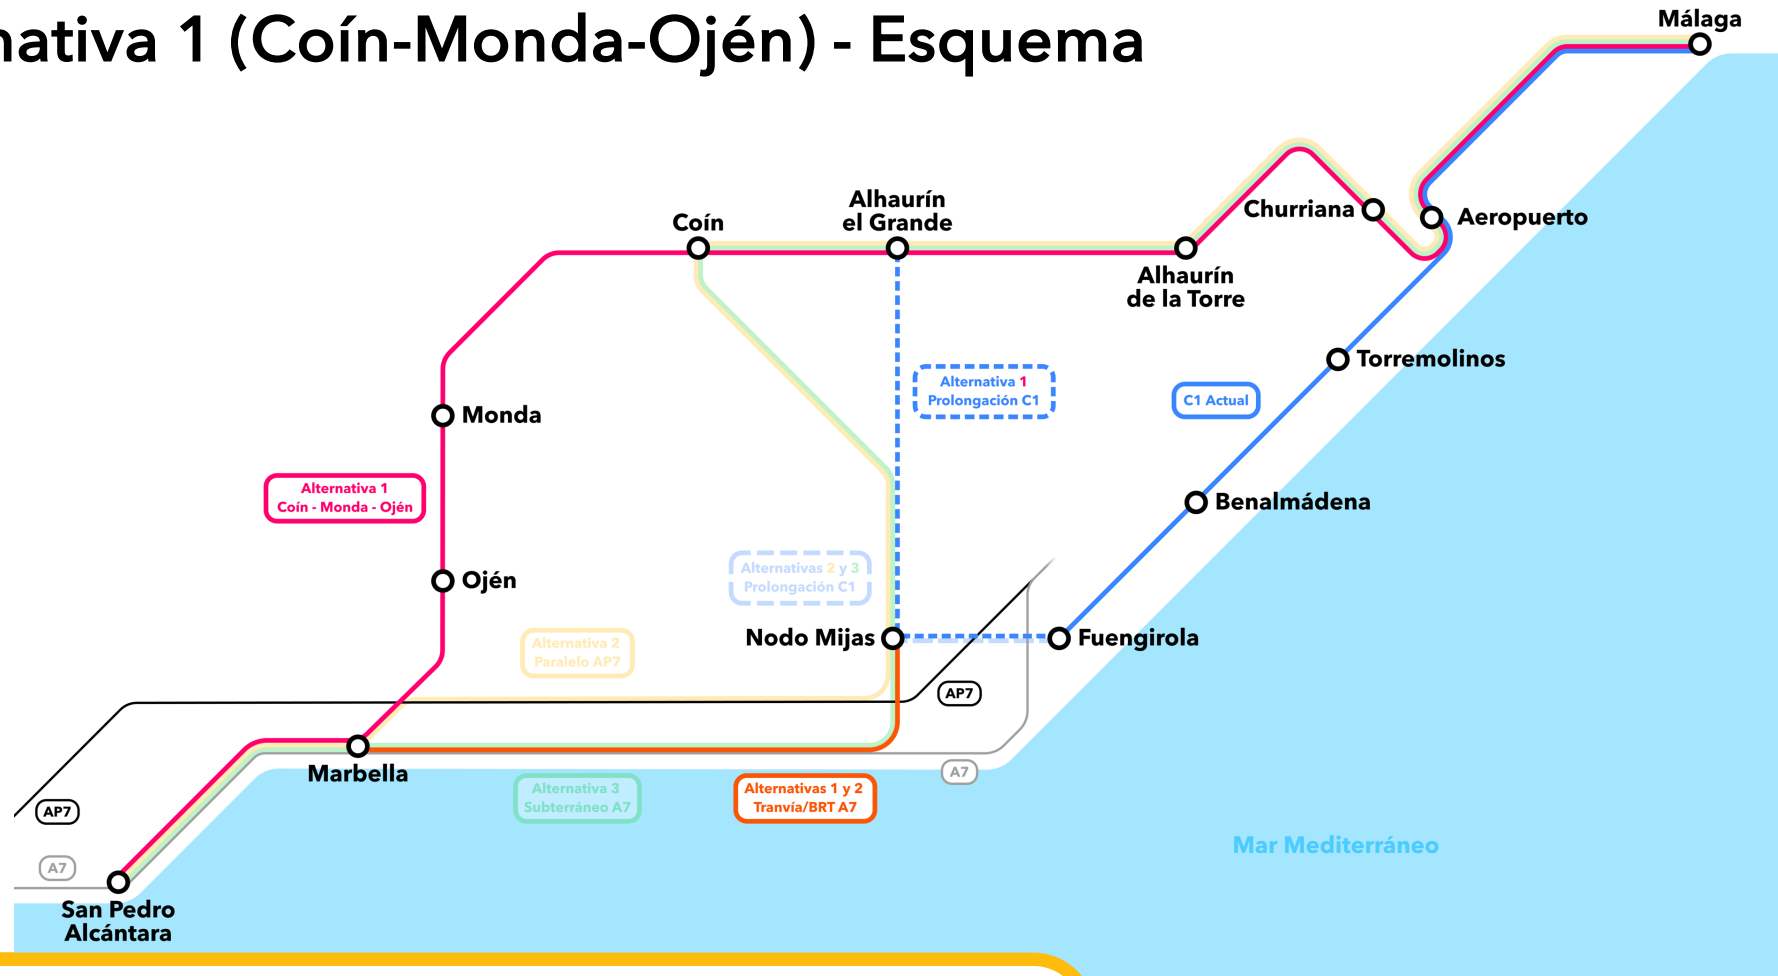 nativa 1 (Coín-Monda-Ojén) - Esquema
Málaga
Alhaurín
el Grande
Coín
Churriana
Aeropuerto
Alhaurín
de la Torre
Torremolinos
Alternativa 1
Prolongación C1
C1 Actual
Monda
Alternativa 1
Coín - Monda - Ojén
Benalmádena
Ojén
Alternativas 2 y 3
Prolongación C1
Alternativa 2
Paralelo AP7
Nodo Mijas
Fuengirola
AP7
Marbella
A7
Alternativa 3
Subterráneo A7
Alternativas 1 y 2
Tranvía/BRT A7
AP7
Mar Mediterráneo
A7
San Pedro
Alcántara